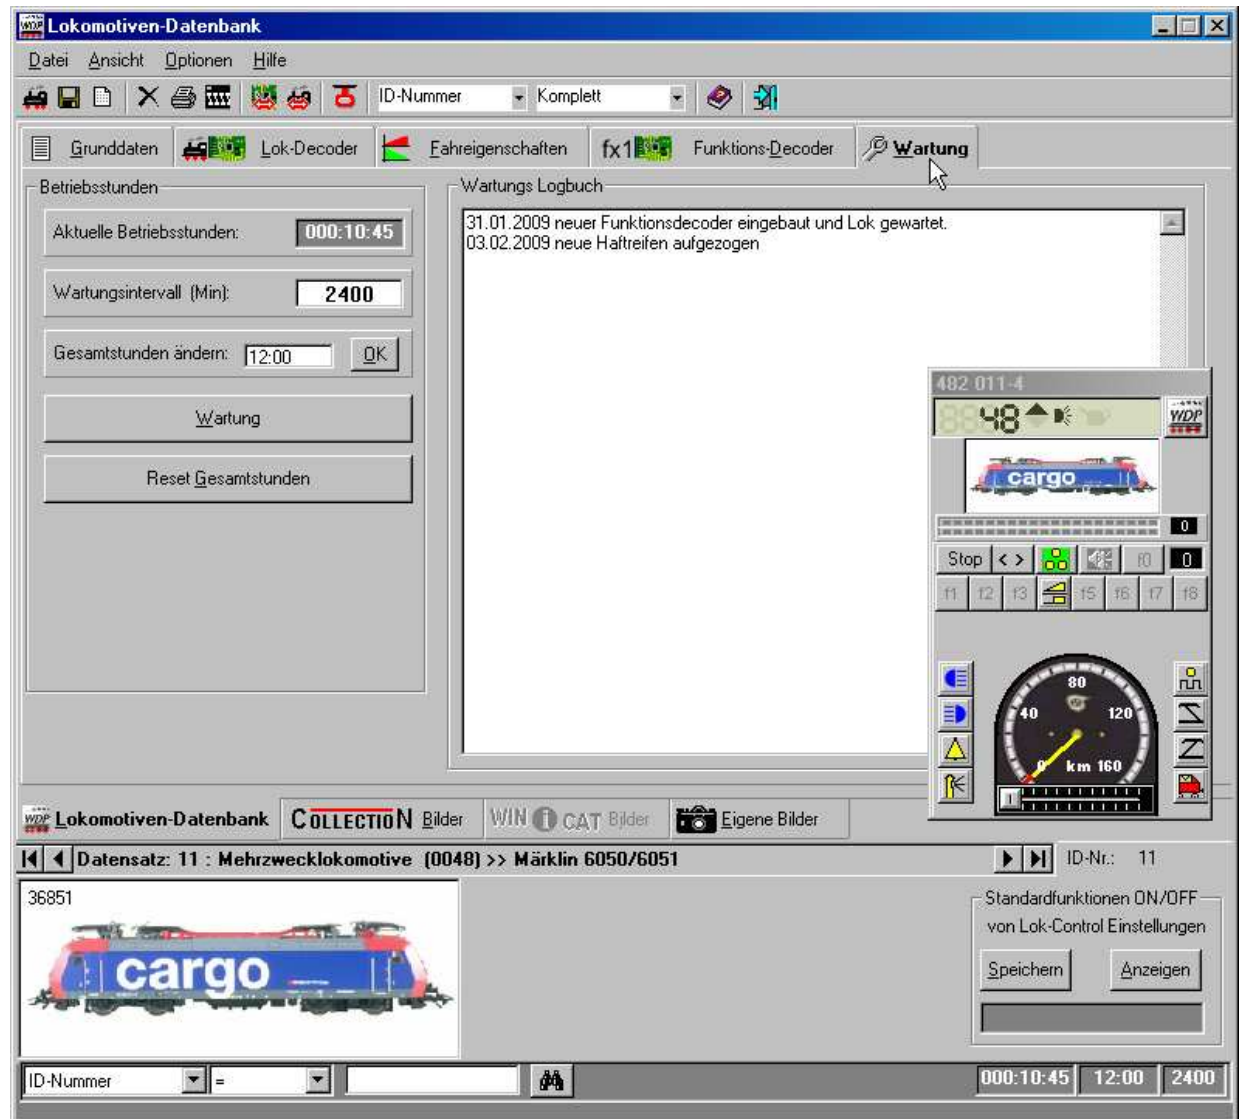 Lokomotiven-Datenbank
Datei Ansicht Optionen Hilfe
ID-Nummer Komplett
Grunddaten Lok-Decoder Fahreigenschaften fx1 Funktions-Decoder Wartung
Betriebsstunden
Aktuelle Betriebsstunden: 000:10:45
Wartungsintervall (Min): 2400
Gesamtstunden ändern: 12:00 OK
Wartung
Reset Gesamtstunden
Wartungs Logbuch
31.01.2009 neuer Funktionsdecoder eingebaut und Lok gewartet.
03.02.2009 neue Haftreifen aufgezogen
482 011-4
48
WDP
cargo
0
Stop < > f0 0
f1 f2 f3 f5 f6 f7 f8
80
40 120
0 km 160
WDP Lokomotiven-Datenbank COLLECTION Bilder WIN CAT Bilder Eigene Bilder
Datensatz: 11 : Mehrzwecklokomotive (0048) >> Märklin 6050/6051 ID-Nr.: 11
36851
cargo
Standardfunktionen ON/OFF
von Lok-Control Einstellungen
Speichern Anzeigen
ID-Nummer = 000:10:45 12:00 2400